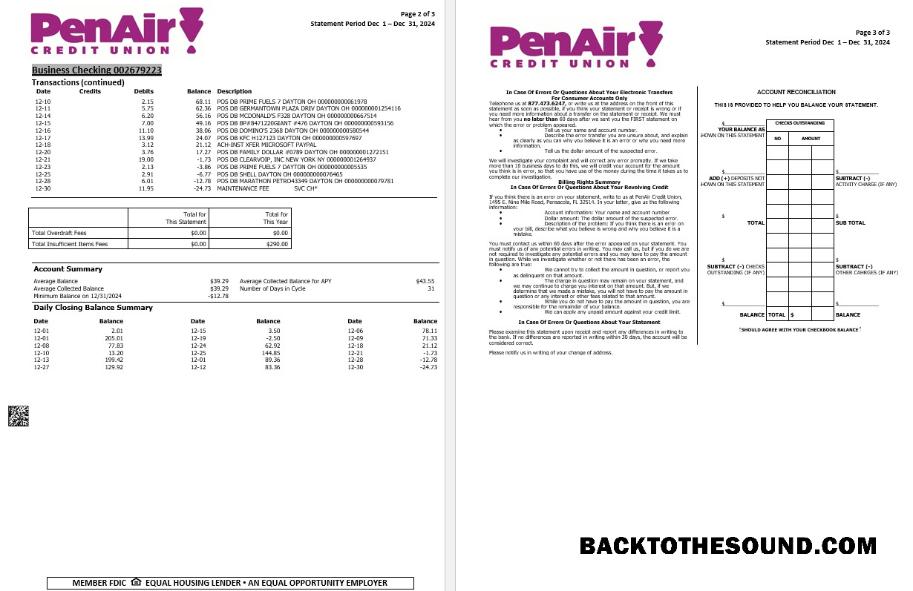 PenAir
CREDIT UNION
Page 2 of 3
Statement Period Dec 1 – Dec 31, 2024
Business Checking 002679223
Transactions (continued)
Date Credits Debits Balance Description
12-10 2.15 68.11 POS DB PRIME FUELS 7 DAYTON OH 000000000061978
12-11 5.75 62.36 POS DB GERMANTOWN PLAZA DRIV DAYTON OH 0000001254116
12-14 6.20 56.16 POS DB MCDONALD'S F328 DAYTON OH 000000000667514
12-15 7.00 49.16 POS DB BP#8471220GIANT #476 DAYTON OH 000000000593156
12-16 11.10 38.06 POS DB DOMINO'S 2368 DAYTON OH 0000000000580544
12-17 13.99 24.07 POS DB KFC H127123 DAYTON OH 000000000597697
12-18 3.12 21.12 ACH-INST XFER MICROSOFT PAYPAL
12-20 3.76 17.27 POS DB FAMILY DOLLAR #0789 DAYTON OH 0000001272151
12-21 19.00 -1.73 POS DB CLEARVOIP, INC NEW YORK NY 000000001264937
12-23 2.13 -3.86 POS DB PRIME FUELS 7 DAYTON OH 000000000005535
12-25 2.91 -6.77 POS DB SHELL DAYTON OH 0000000000076465
12-28 6.01 -12.78 POS DB MARATHON PETRO43349 DAYTON OH 0000000000079781
12-30 11.95 -24.73 MAINTENANCE FEE SVC CH*
Total for This Statement Total for This Year
Total Overdraft Fees $0.00 $0.00
Total Insufficient Items Fees $0.00 $290.00
Account Summary
Average Balance $39.29 Average Collected Balance for APY $43.55
Average Collected Balance $39.29 Number of Days in Cycle 31
Minimum Balance on 12/31/2024 -$12.78
Daily Closing Balance Summary
Date Balance Date Balance Date Balance
12-01 2.01 12-15 3.50 12-06 78.11
12-01 205.01 12-19 -2.50 12-09 71.33
12-08 77.83 12-24 62.92 12-18 21.12
12-10 13.20 12-25 144.85 12-21 -1.73
12-13 199.42 12-01 89.36 12-28 -12.78
12-27 129.92 12-12 83.36 12-30 -24.73
MEMBER FDIC EQUAL HOUSING LENDER • AN EQUAL OPPORTUNITY EMPLOYER
PenAir
CREDIT UNION
Page 3 of 3
Statement Period Dec 1 – Dec 31, 2024
In Case Of Errors Or Questions About Your Electronic Transfers
For Consumer Accounts Only
Telephone us at 877.473.6247, or write us at the address on the front of this
statement as soon as possible, if you think your statement or receipt is wrong or if
you need more information about a transfer on the statement or receipt. We must
hear from you no later than 60 days after we sent you the FIRST statement on
which the error or problem appeared.
• Tell us your name and account number.
• Describe the error or transfer you are unsure about, and explain
as clearly as you can why you believe it is an error or why you need more
information.
• Tell us the dollar amount of the suspected error.
We will investigate your complaint and will correct any error promptly. If we take
more than 10 business days to do this, we will credit your account for the amount
you think is in error, so that you have use of the money during the time it takes us to
complete our investigation.
Billing Rights Summary
In Case Of Errors Or Questions About Your Revolving Credit
If you think there is an error on your statement, write to us at PenAir Credit Union,
1495 E. Nine Mile Road, Pensacola, FL 32514. In your letter, give us the following
information:
• Account information: Your name and account number
• Dollar amount: The dollar amount of the suspected error.
• Description of the problem: If you think there is an error on
your bill, describe what you believe is wrong and why you believe it is a
mistake.
You must contact us within 60 days after the error appeared on your statement. You
must notify us of any potential errors in writing. You may call us, but if you do we are
not required to investigate any potential errors and you may have to pay the amount
in question. While we investigate whether or not there has been an error, the
following are true:
• We cannot try to collect the amount in question, or report you
as delinquent on that amount.
• The charge in question may remain on your statement, and
we may continue to charge you interest on that amount. But, if we
determine that we made a mistake, you will not have to pay the amount in
question or any interest or other fees related to that amount.
• While you do not have to pay the amount in question, you are
responsible for the remainder of your balance.
• We can apply any unpaid amount against your credit limit.
In Case Of Errors Or Questions About Your Statement
Please examine this statement upon receipt and report any differences in writing to
the bank. If no differences are reported in writing within 30 days, the account will be
considered correct.
Please notify us in writing of your change of address.
ACCOUNT RECONCILIATION
THIS IS PROVIDED TO HELP YOU BALANCE YOUR STATEMENT.
CHECKS OUTSTANDING
NO AMOUNT
$
YOUR BALANCE AS
HOWN ON THIS STATEMENT
$
ADD (+) DEPOSITS NOT
HOWN ON THIS STATEMENT
$
SUBTRACT (-)
ACTIVITY CHARGE (IF ANY)
$
TOTAL
$
SUB TOTAL
$
SUBTRACT (-) CHECKS
OUTSTANDING (IF ANY)
$
SUBTRACT (-)
OTHER CAHRGES (IF ANY)
$
BALANCE TOTAL $
$
BALANCE
"SHOULD AGREE WITH YOUR CHECKBOOK BALANCE"
BACKTOTHESOUND.COM